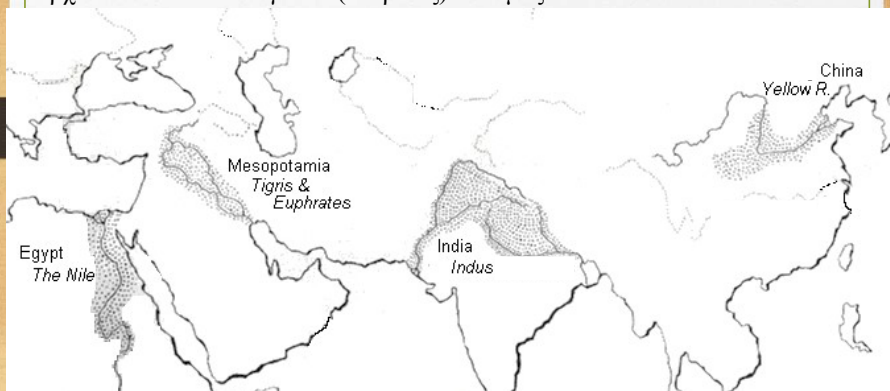 China
Yellow R.
Mesopotamia
Tigris &
Euphrates
Egypt
The Nile
India
Indus